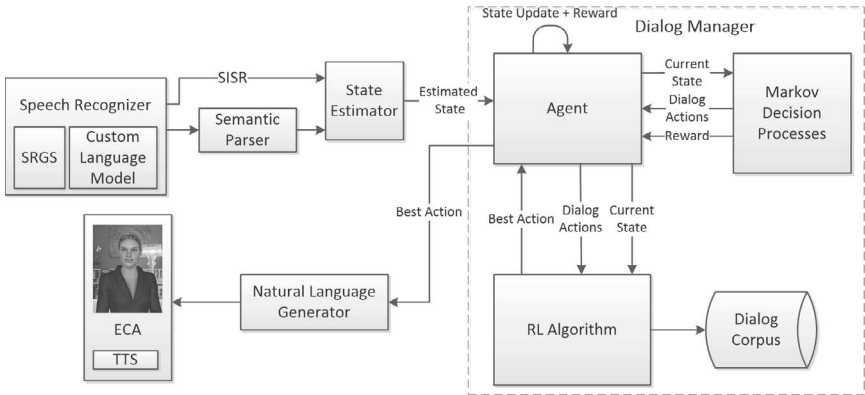 State Update + Reward
Dialog Manager
Speech Recognizer
SRGS
Custom
Language
Model
SISR
Semantic
Parser
State
Estimator
Estimated
State
Agent
Current
State
Dialog
Actions
Reward
Markov
Decision
Processes
Best Action
Best Action
Dialog
Actions
Current
State
ECA
TTS
Natural Language
Generator
RL Algorithm
Dialog
Corpus